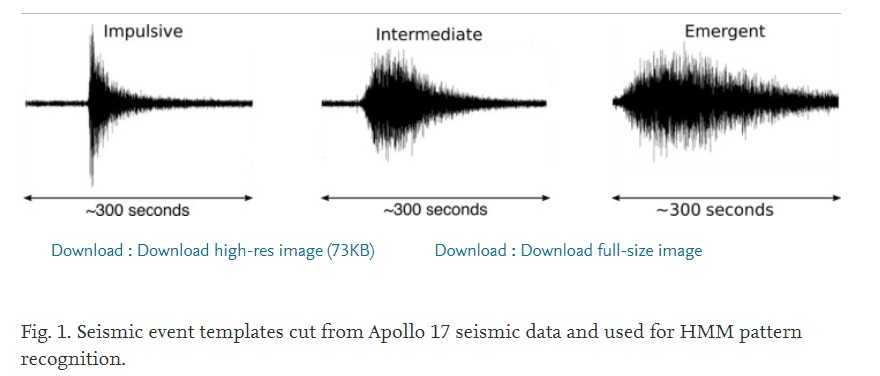 Impulsive
Intermediate
Emergent
~300 seconds
~300 seconds
~300 seconds
Download : Download high-res image (73KB)
Download : Download full-size image
Fig. 1. Seismic event templates cut from Apollo 17 seismic data and used for HMM pattern
recognition.